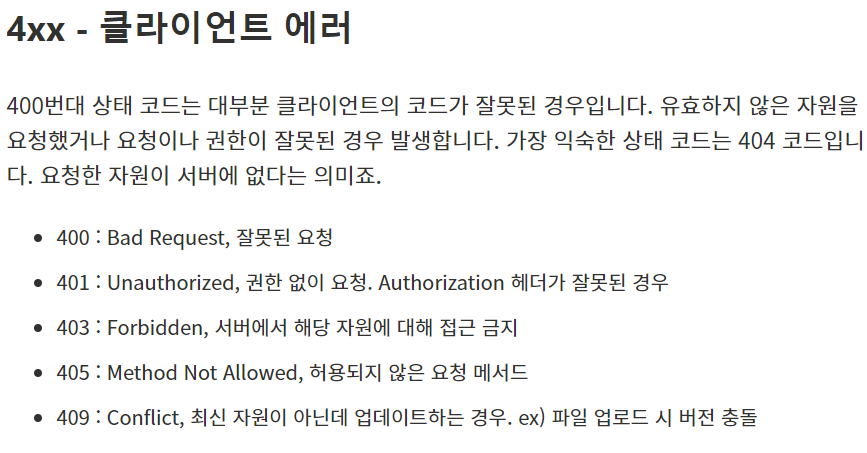 4xx - 클라이언트 에러
400번대 상태 코드는 대부분 클라이언트의 코드가 잘못된 경우입니다. 유효하지 않은 자원을
요청했거나 요청이나 권한이 잘못된 경우 발생합니다. 가장 익숙한 상태 코드는 404 코드입니
다. 요청한 자원이 서버에 없다는 의미죠.
• 400 : Bad Request, 잘못된 요청
• 401 : Unauthorized, 권한 없이 요청. Authorization 헤더가 잘못된 경우
• 403 : Forbidden, 서버에서 해당 자원에 대해 접근 금지
• 405 : Method Not Allowed, 허용되지 않은 요청 메서드
• 409 : Conflict, 최신 자원이 아닌데 업데이트하는 경우. ex) 파일 업로드 시 버전 충돌